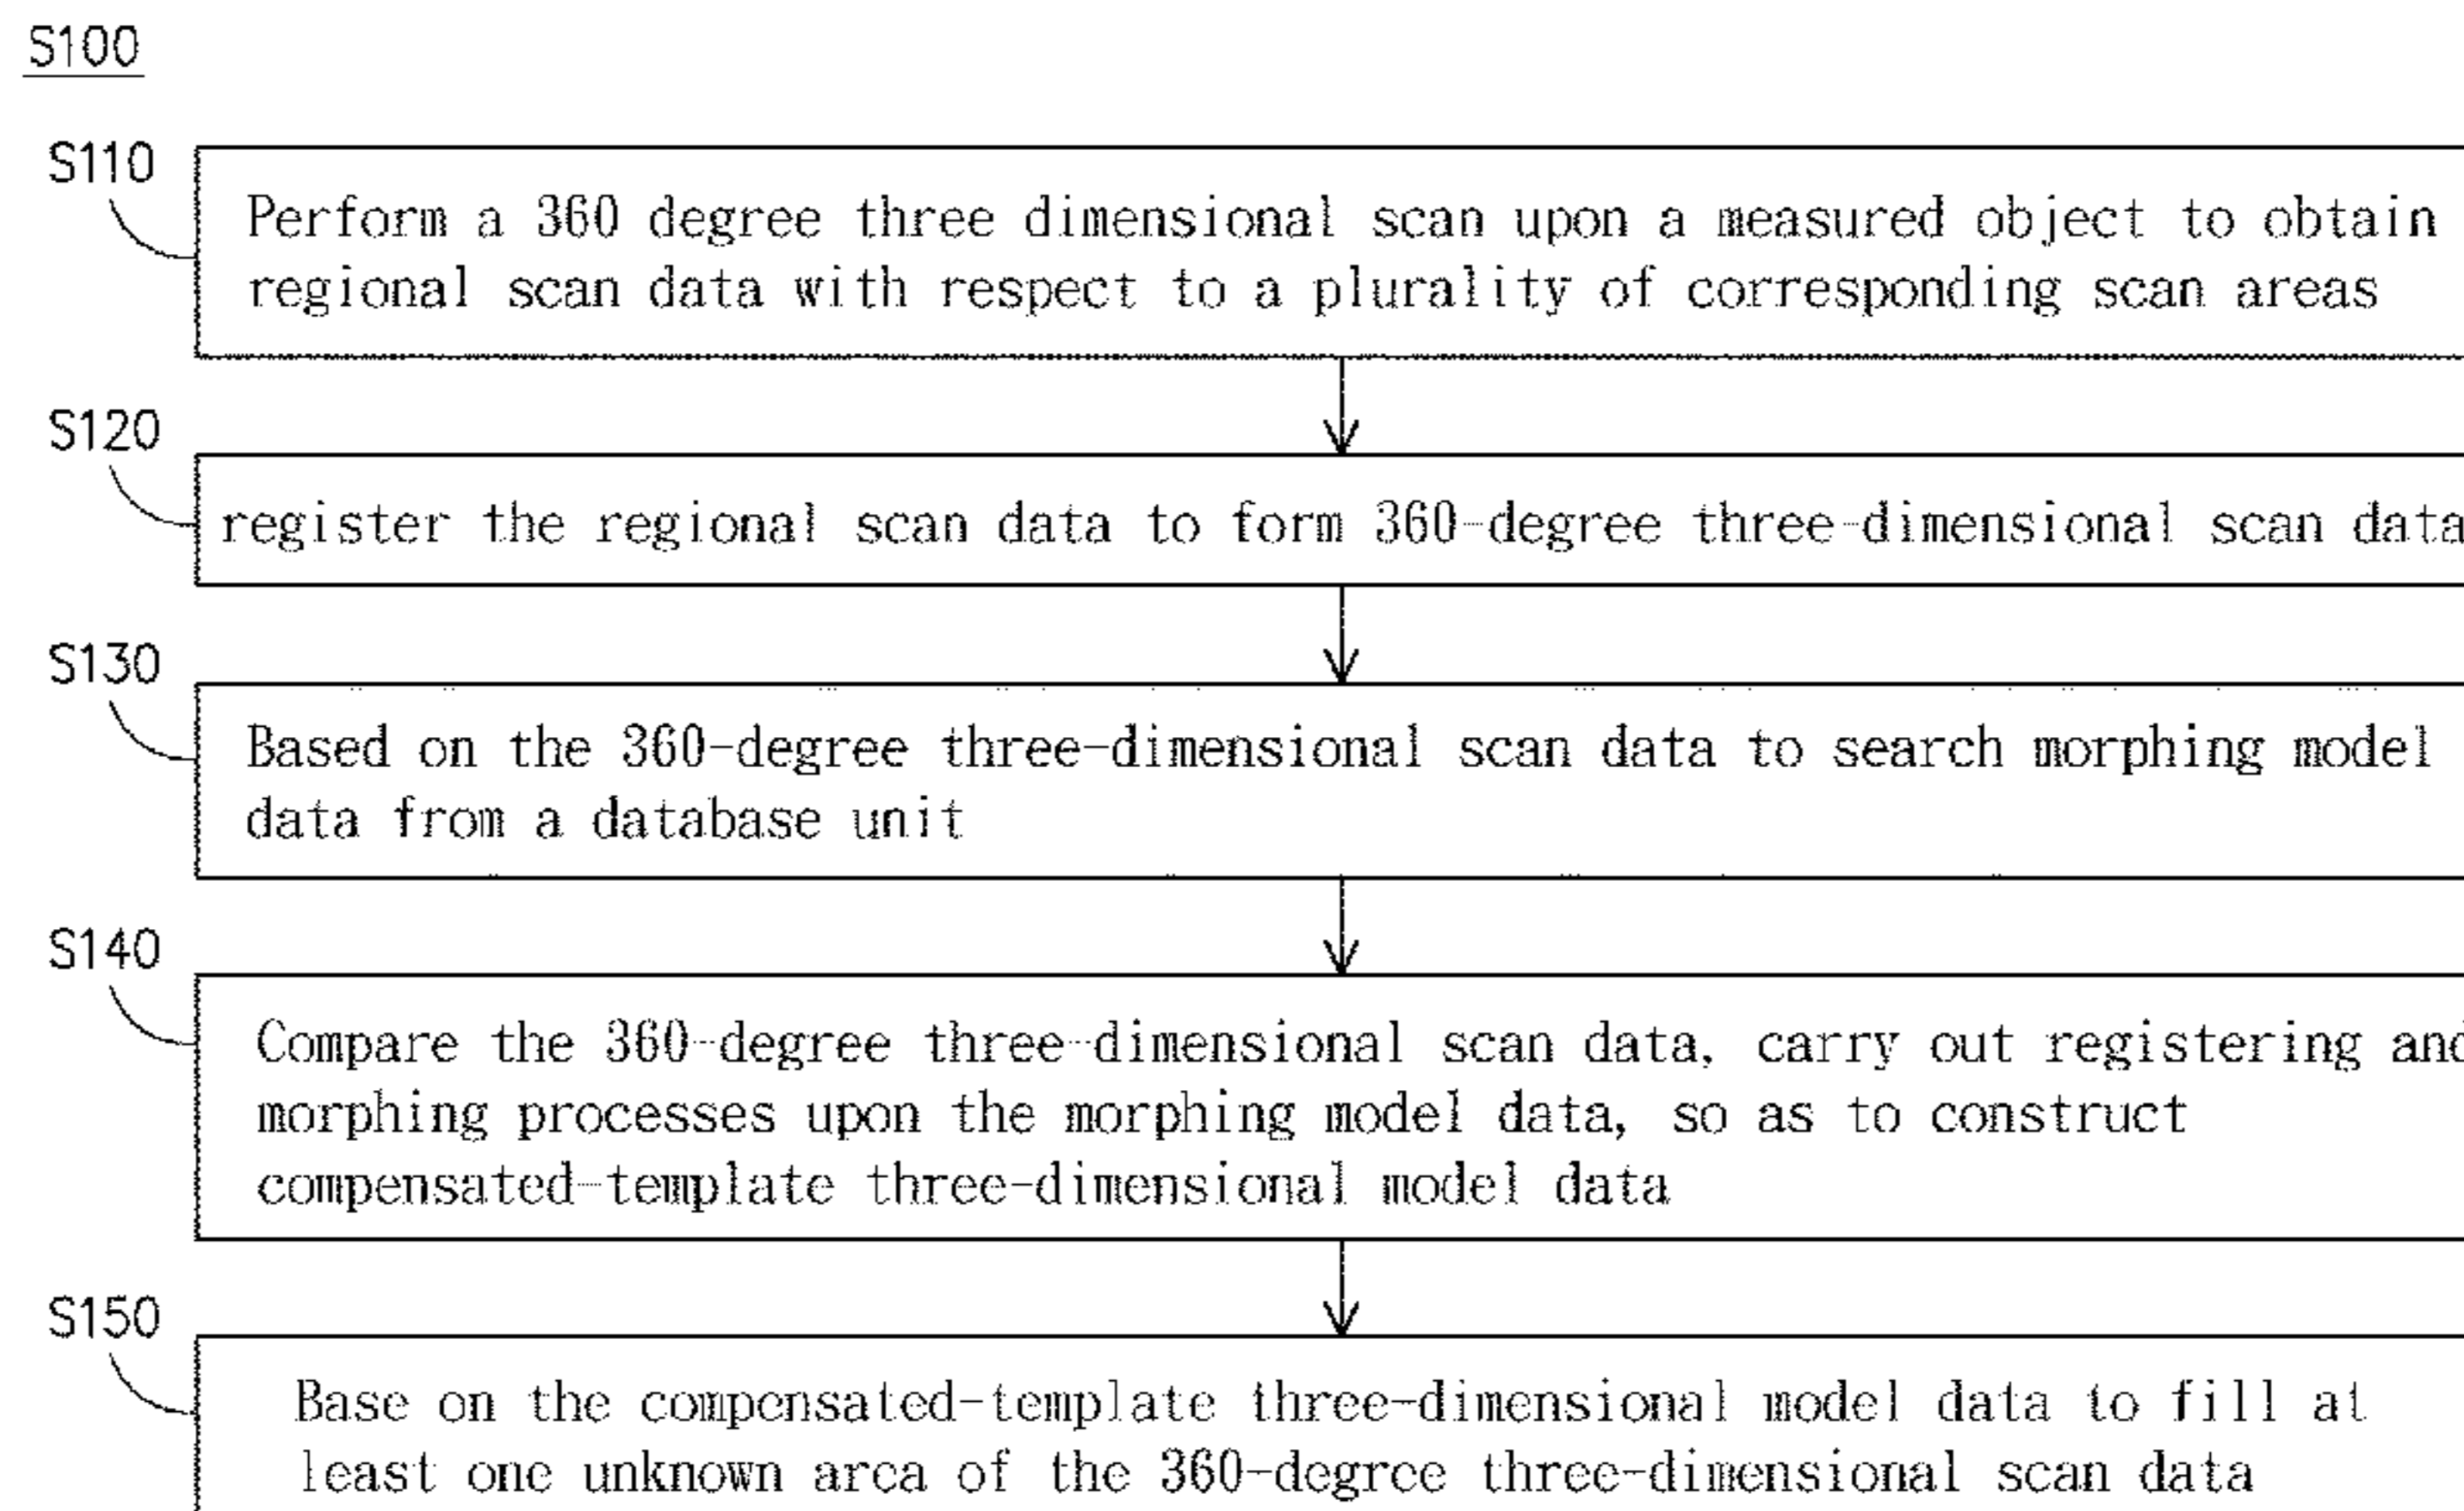 S100
S110
Perform a 360 degree three dimensional scan upon a measured object to obtain
regional scan data with respect to a plurality of corresponding scan areas
S120
register the regional scan data to form 360-degree three-dimensional scan data
S130
Based on the 360-degree three-dimensional scan data to search morphing model
data from a database unit
S140
Compare the 360-degree three-dimensional scan data, carry out registering and
morphing processes upon the morphing model data, so as to construct
compensated-template three-dimensional model data
S150
Base on the compensated-template three-dimensional model data to fill at
least one unknown area of the 360-degree three-dimensional scan data